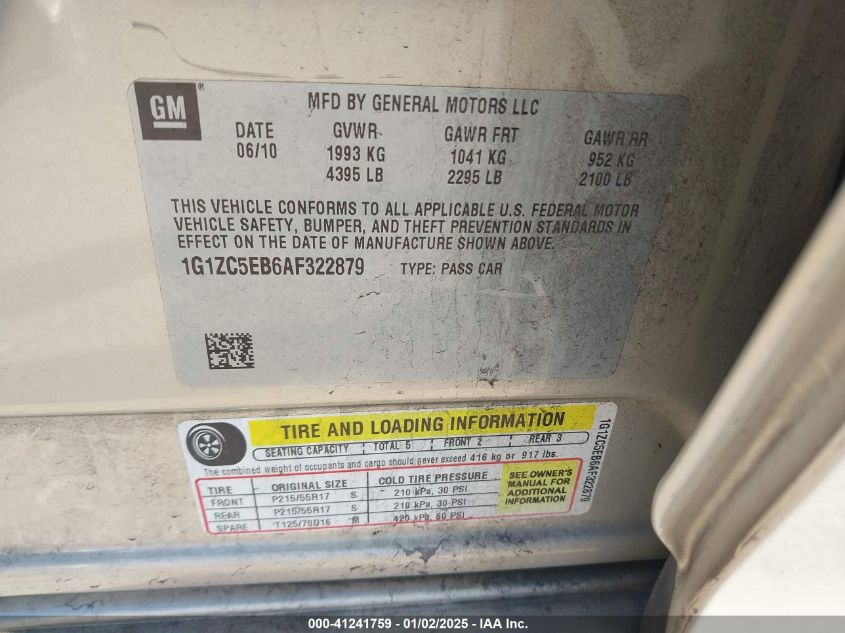 GM®
MFD BY GENERAL MOTORS LLC
DATE GVWR GAWR FRT GAWR RR
06/10 1993 KG 1041 KG 952 KG
4395 LB 2295 LB 2100 LB
THIS VEHICLE CONFORMS TO ALL APPLICABLE U.S. FEDERAL MOTOR
VEHICLE SAFETY, BUMPER, AND THEFT PREVENTION STANDARDS IN
EFFECT ON THE DATE OF MANUFACTURE SHOWN ABOVE.
1G1ZC5EB6AF322879 TYPE: PASS CAR
TIRE AND LOADING INFORMATION
SEATING CAPACITY TOTAL 5 FRONT 2 REAR 3
The combined weight of occupants and cargo should never exceed 416 kg or 917 lbs.
TIRE ORIGINAL SIZE COLD TIRE PRESSURE
FRONT P215/55R17 S 210 kPa, 30 PSI
REAR P215/55R17 S 210 kPa, 30 PSI
SPARE T125/70D16 M 420 kPa, 60 PSI
SEE OWNER'S
MANUAL FOR
ADDITIONAL
INFORMATION
1G1ZC5EB6AF322879
000-41241759 | 01/02/2025 - IAA Inc.